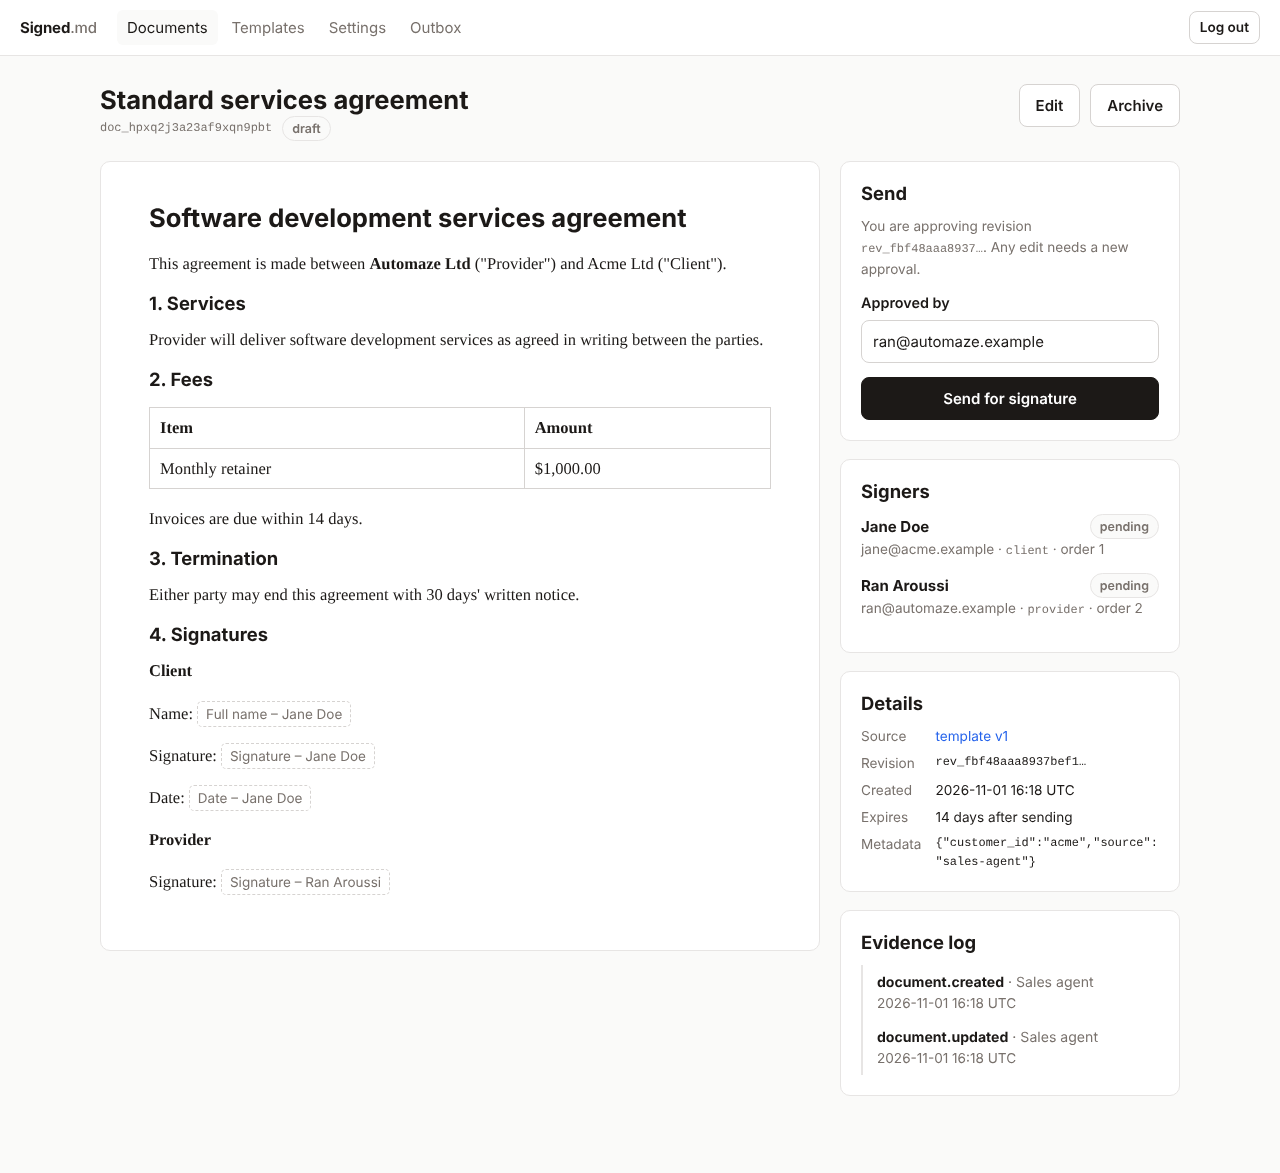 Signed.md Documents Templates Settings Outbox Log out
Standard services agreement
doc_hpxq2j3a23af9xqn9pbt draft
Edit Archive
Software development services agreement
This agreement is made between Automaze Ltd ("Provider") and Acme Ltd ("Client").
1. Services
Provider will deliver software development services as agreed in writing between the parties.
2. Fees
Item Amount
Monthly retainer $1,000.00
Invoices are due within 14 days.
3. Termination
Either party may end this agreement with 30 days' written notice.
4. Signatures
Client
Name: Full name – Jane Doe
Signature: Signature – Jane Doe
Date: Date – Jane Doe
Provider
Signature: Signature – Ran Aroussi
Send
You are approving revision
rev_fbf48aaa8937…. Any edit needs a new
approval.
Approved by
ran@automaze.example
Send for signature
Signers
Jane Doe pending
jane@acme.example · client · order 1
Ran Aroussi pending
ran@automaze.example · provider · order 2
Details
Source template v1
Revision rev_fbf48aaa8937bef1…
Created 2026-11-01 16:18 UTC
Expires 14 days after sending
Metadata {"customer_id":"acme","source":
"sales-agent"}
Evidence log
document.created · Sales agent
2026-11-01 16:18 UTC
document.updated · Sales agent
2026-11-01 16:18 UTC